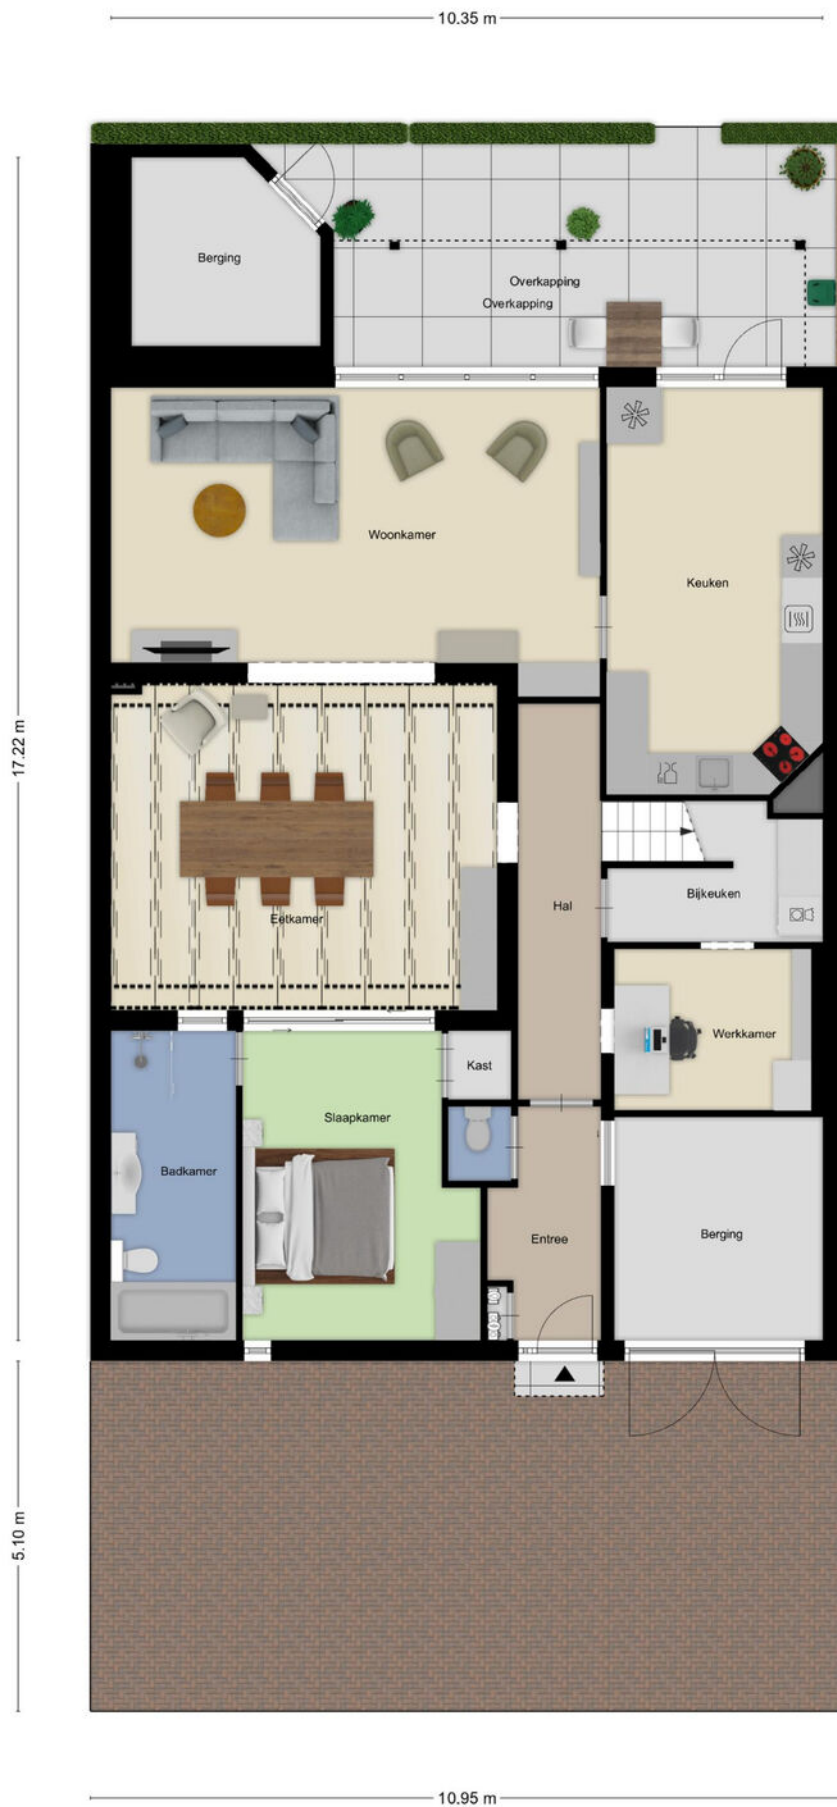 10.35 m
Berging
Overkapping
Overkapping
Woonkamer
Keuken
17.22 m
Eetkamer
Hal
Bijkeuken
Werkkamer
Kast
Slaapkamer
Badkamer
Entree
Berging
5.10 m
10.95 m